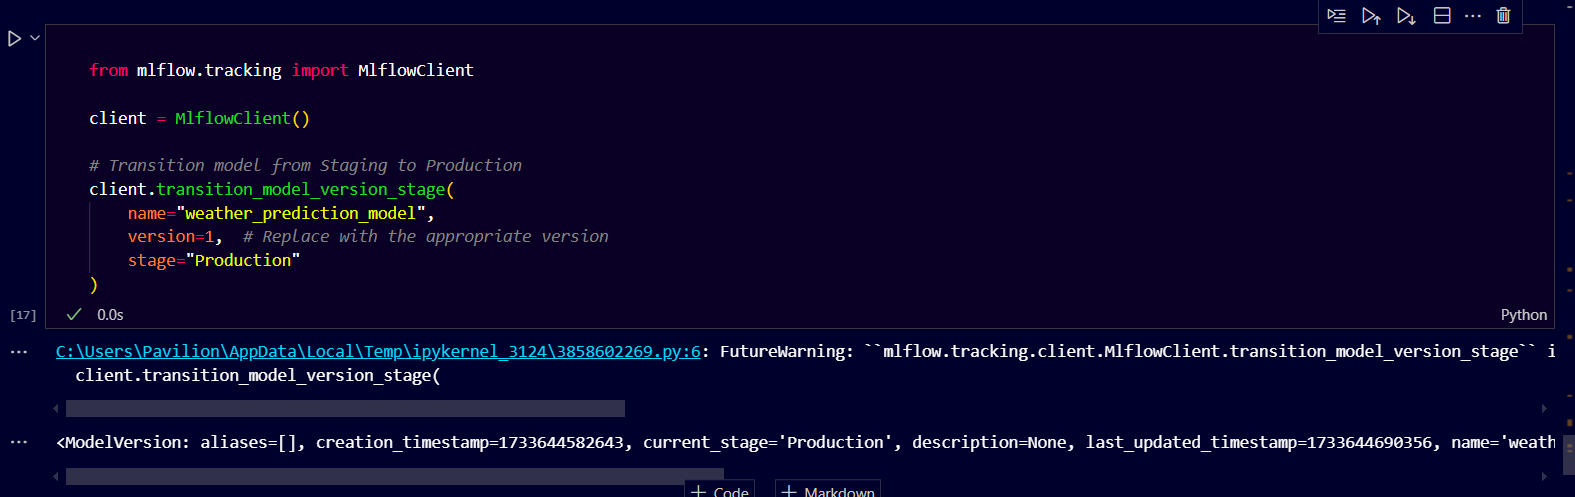 from mlflow.tracking import MlflowClient
client = MlflowClient()
# Transition model from Staging to Production
client.transition_model_version_stage(
name="weather_prediction_model",
version=1,  # Replace with the appropriate version
stage="Production"
)
[17]
0.0s
Python
C:\Users\Pavilion\AppData\Local\Temp\ipykernel_3124\3858602269.py:6: FutureWarning: ``mlflow.tracking.client.MlflowClient.transition_model_version_stage`` i
client.transition_model_version_stage(
<ModelVersion: aliases=[], creation_timestamp=1733644582643, current_stage='Production', description=None, last_updated_timestamp=1733644690356, name='weath
+ Code
+ Markdown